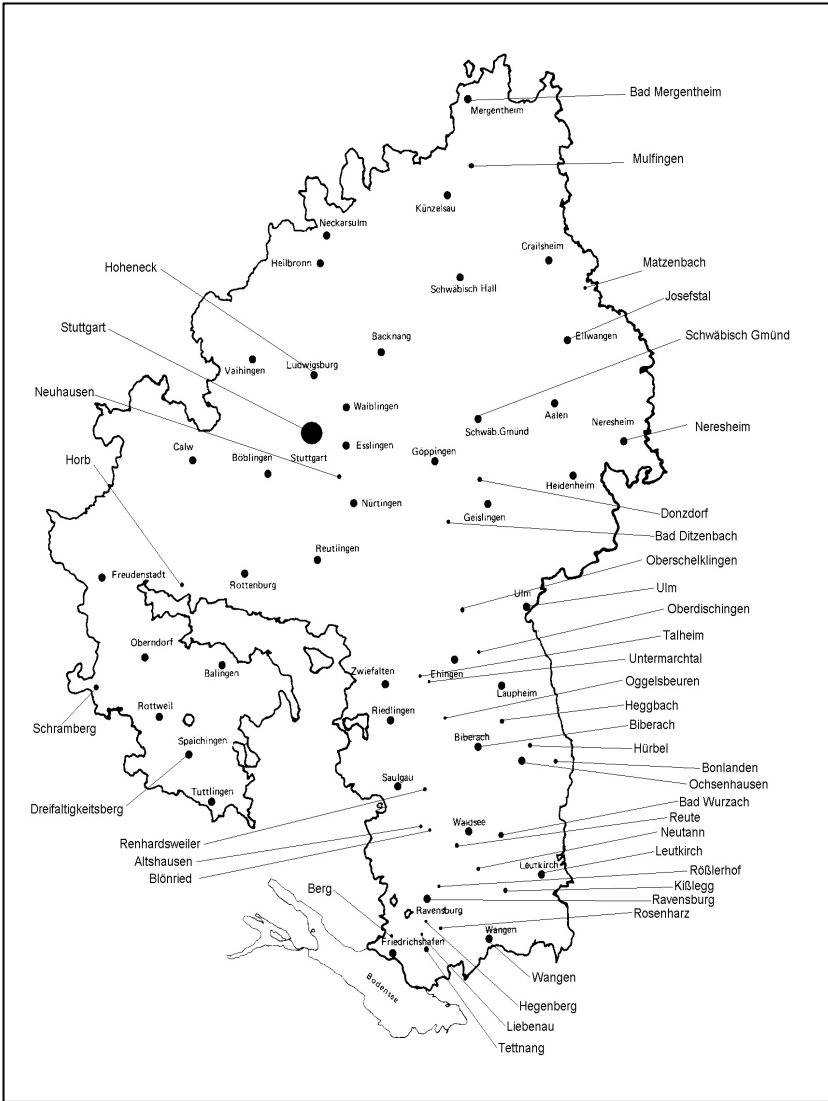 Bad Mergentheim
Mergentheim
Mulfingen
Künzelsau
Neckarsulm
Crailsheim
Heilbronn
Matzenbach
Hoheneck
Schwäbisch Hall
Josefstal
Stuttgart
Backnang
Ellwangen
Schwäbisch Gmünd
Vaihingen
Ludwigsburg
Neuhausen
Waiblingen
Aalen
Neresheim
Schwäb.Gmünd
Neresheim
Calw
Esslingen
Stuttgart
Böblingen
Göppingen
Horb
Heidenheim
Nürtingen
Geislingen
Donzdorf
Bad Ditzenbach
Reutlingen
Oberschelklingen
Freudenstadt
Rottenburg
Ulm
Ulm
Oberdischingen
Talheim
Oberndorf
Balingen
Zwiefalten
Ehingen
Untermarchtal
Laupheim
Oggelsbeuren
Rottweil
Riedlingen
Heggbach
Schramberg
Biberach
Biberach
Spaichingen
Hürbel
Bonlanden
Saulgau
Ochsenhausen
Dreifaltigkeitsberg
Tuttlingen
Bad Wurzach
Waldsee
Reute
Renhardsweiler
Neutann
Altshausen
Leutkirch
Leutkirch
Blönried
Rößlerhof
Kißlegg
Berg
Ravensburg
Ravensburg
Rosenharz
Wangen
Friedrichshafen
Wangen
Bodensee
Hegenberg
Liebenau
Tettnang